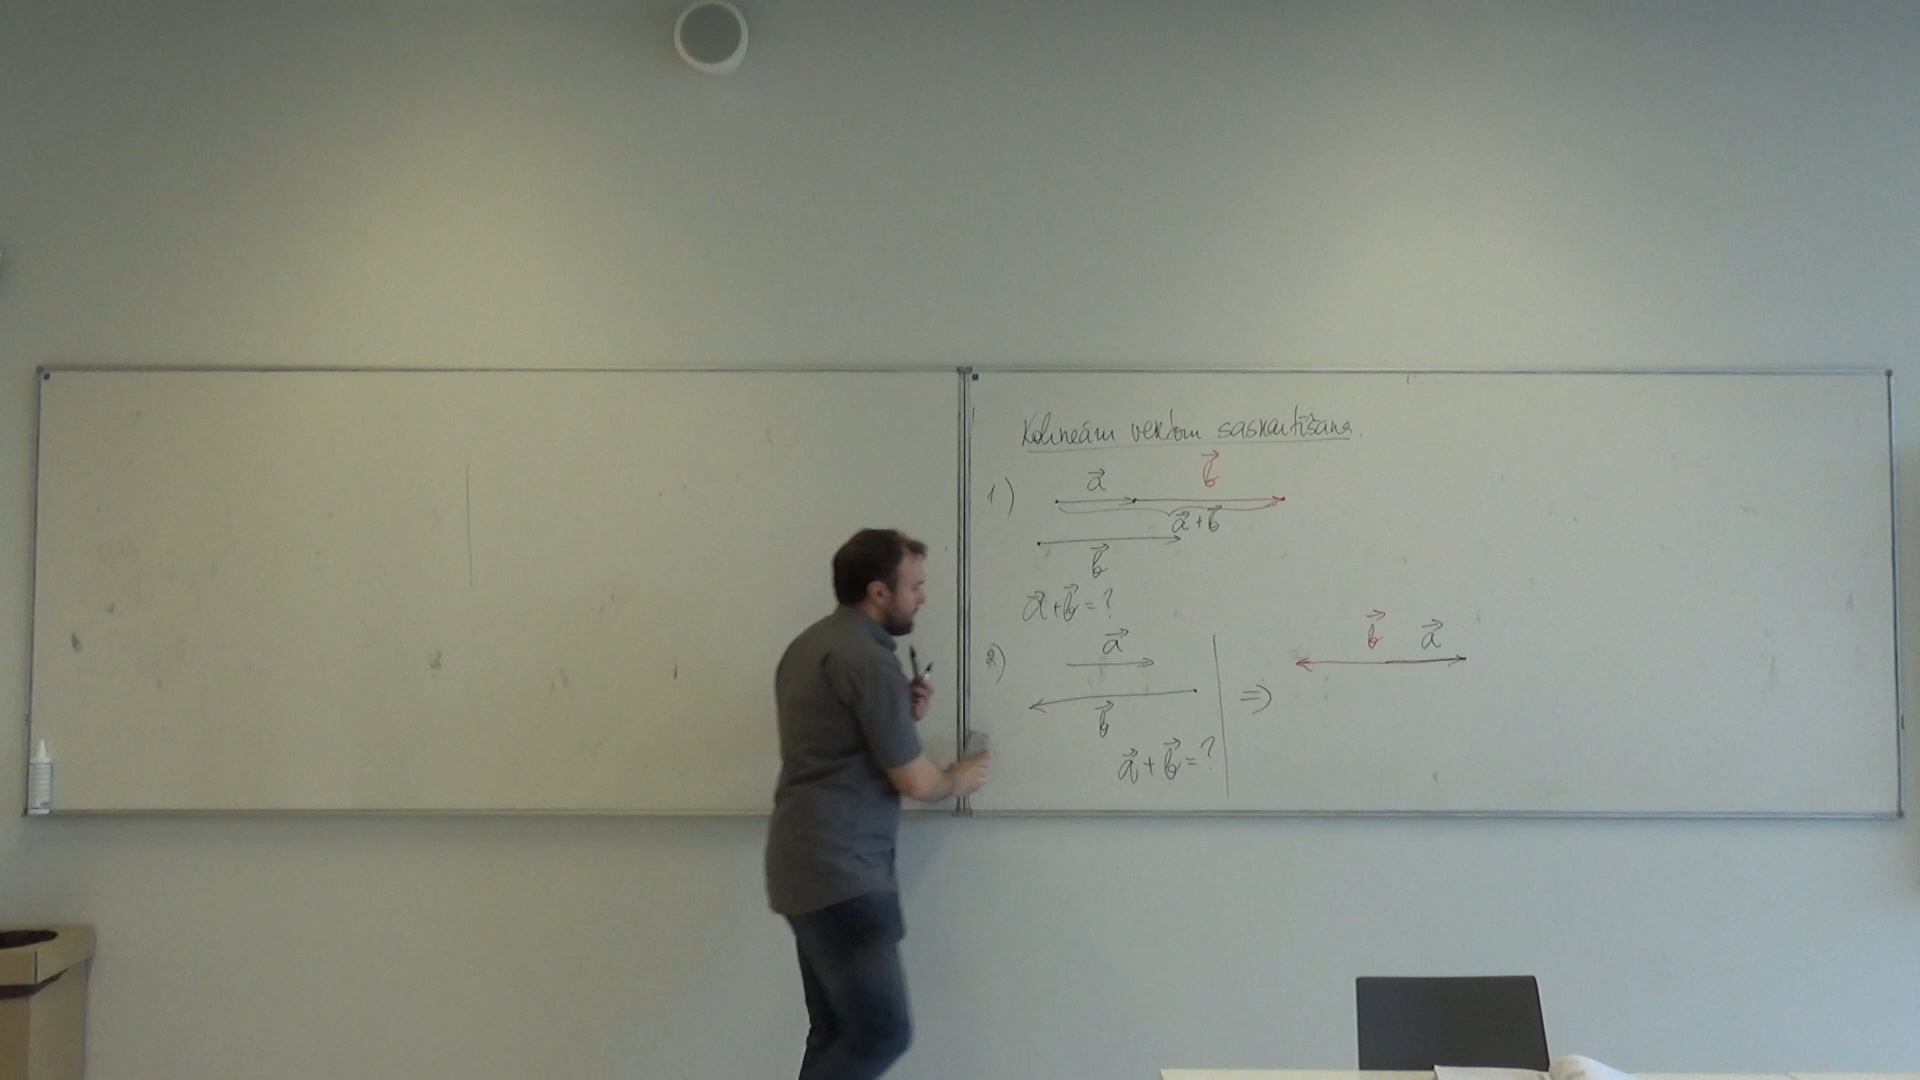 Kolineāru vektoru saskaitīšana.
1) a⃗ b⃗
a⃗ + b⃗
b⃗
a⃗ + b⃗ = ?
2) a⃗
b⃗
a⃗ + b⃗ = ?
⇒ b⃗ a⃗